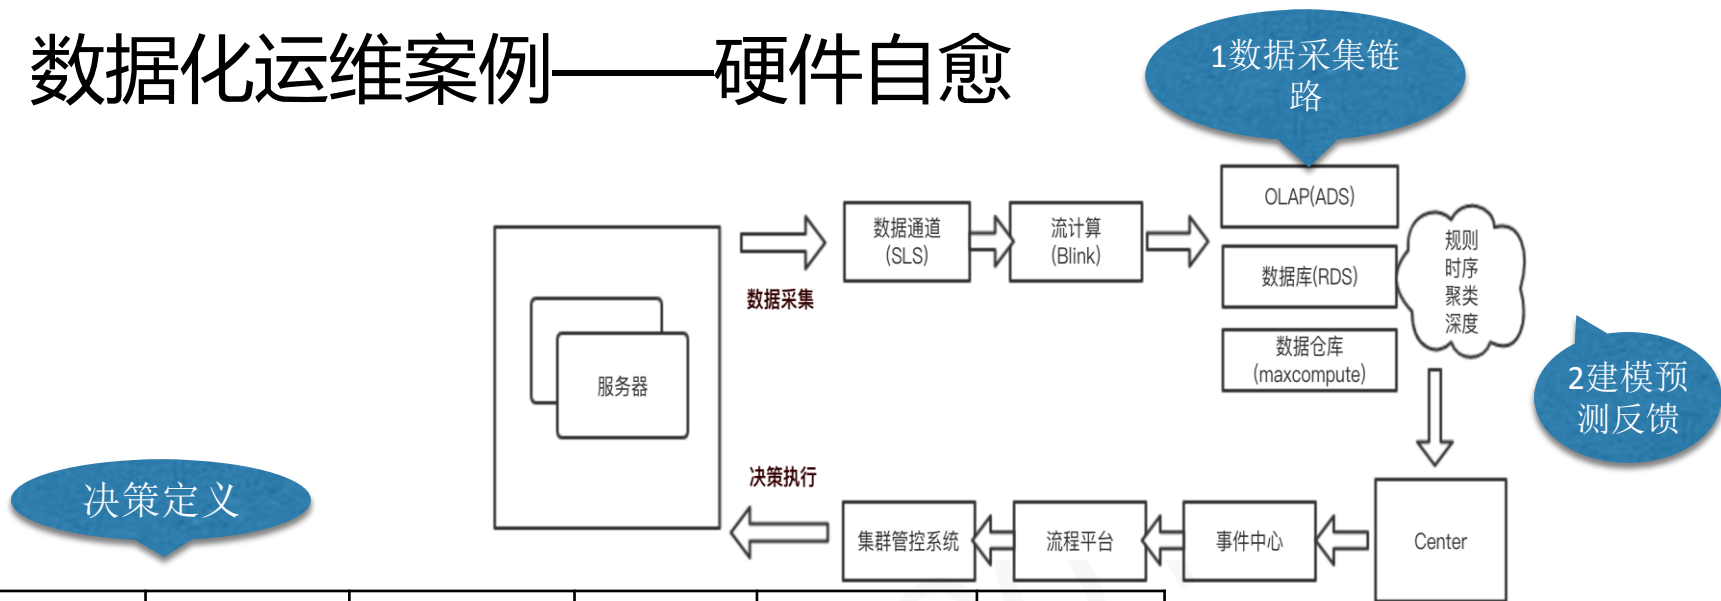 数据化运维案例——硬件自愈
1数据采集链
路
OLAP(ADS)
数据通道
(SLS)
流计算
(Blink)
规则
时序
聚类
深度
数据库(RDS)
数据采集
数据仓库
(maxcompute)
服务器
2建模预
测反馈
决策执行
决策定义
集群管控系统
流程平台
事件中心
Center